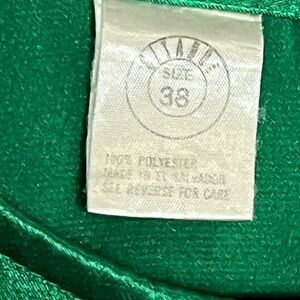 SIZE
38
100% POLYESTER
MADE IN EL SALVADOR
SEE REVERSE FOR CARE